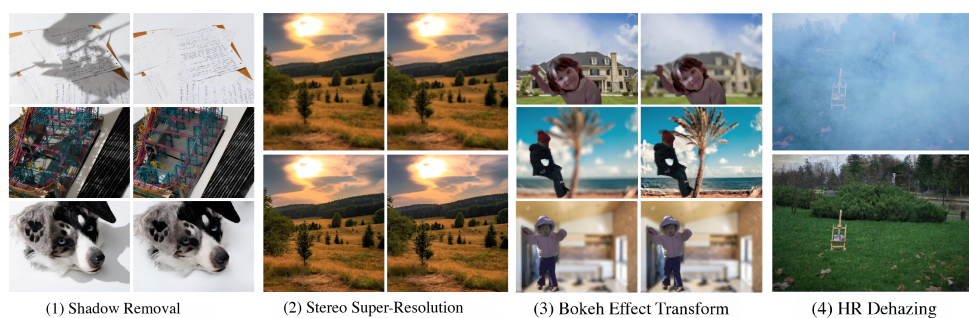 (1) Shadow Removal
(2) Stereo Super-Resolution
(3) Bokeh Effect Transform
(4) HR Dehazing